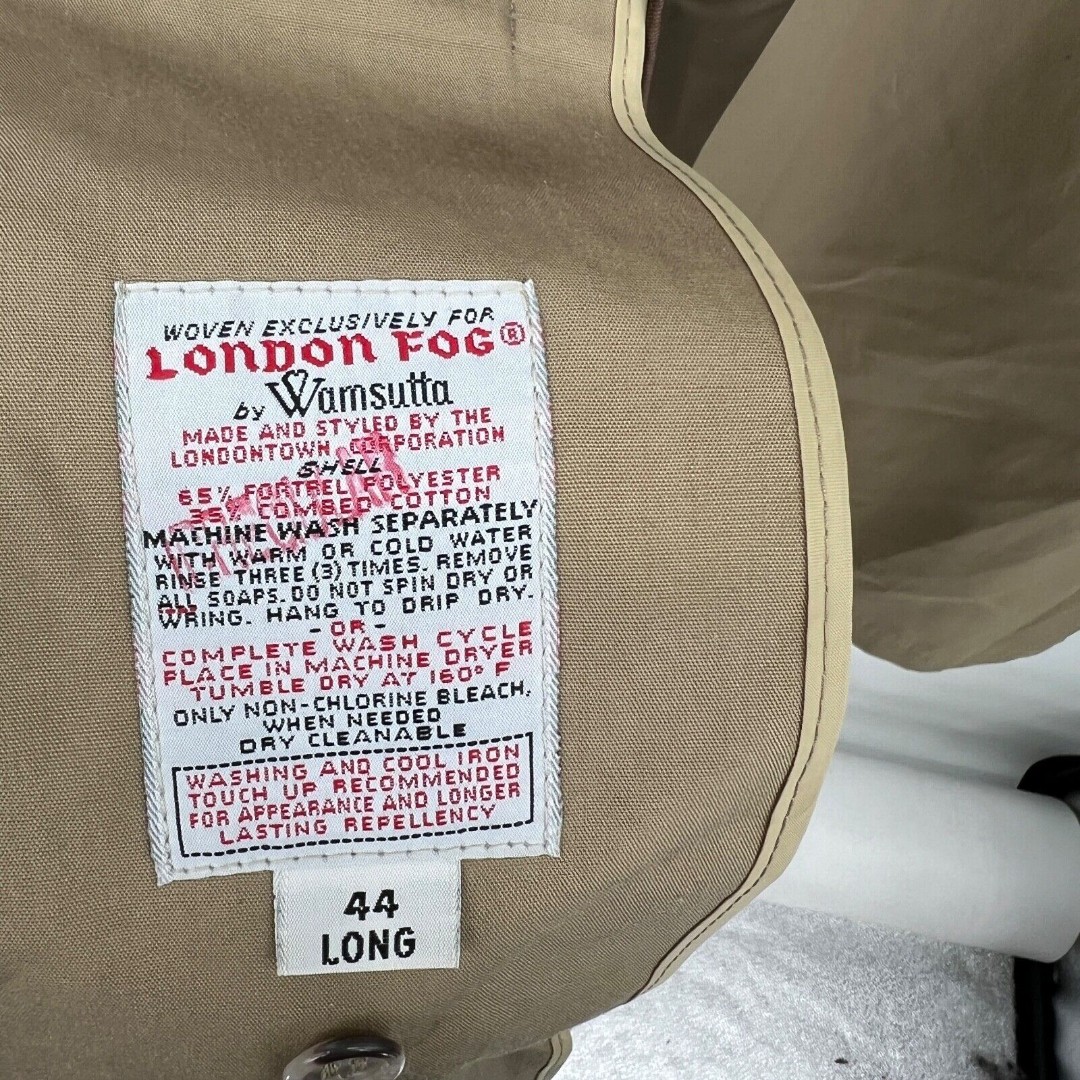 WOVEN EXCLUSIVELY FOR
LONDON FOG®
by Wamsutta
MADE AND STYLED BY THE
LONDONTOWN CORPORATION
SHELL
65% FORTREL POLYESTER
35% COMBED COTTON
MACHINE WASH SEPARATELY
WITH WARM OR COLD WATER
RINSE THREE (3) TIMES. REMOVE
ALL SOAPS. DO NOT SPIN DRY OR
WRING. HANG TO DRIP DRY.
- OR -
COMPLETE WASH CYCLE
PLACE IN MACHINE DRYER
TUMBLE DRY AT 160° F
ONLY NON-CHLORINE BLEACH,
WHEN NEEDED
DRY CLEANABLE
WASHING AND COOL IRON
TOUCH UP RECOMMENDED
FOR APPEARANCE AND LONGER
LASTING REPELLENCY
44
LONG